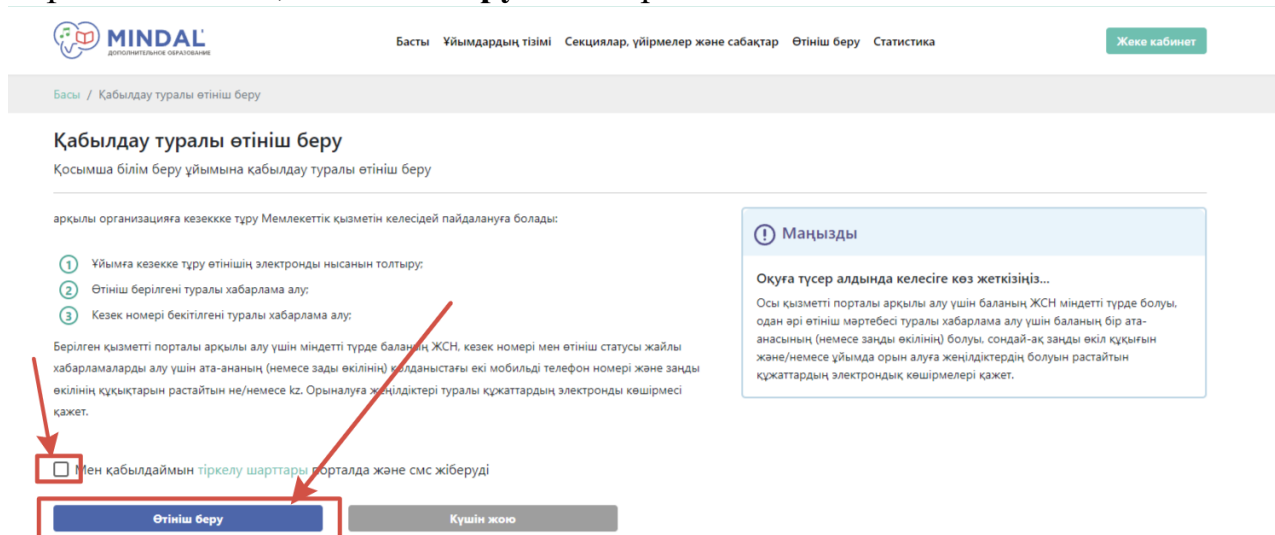 MINDAL
ДОПОЛНИТЕЛЬНОЕ ОБРАЗОВАНИЕ
Басты Ұйымдардың тізімі Секциялар, үйірмелер және сабақтар Өтініш беру Статистика
Жеке кабинет
Басы / Қабылдау туралы өтініш беру
Қабылдау туралы өтініш беру
Қосымша білім беру ұйымына қабылдау туралы өтініш беру
арқылы организацияға кезеккке тұру Мемлекеттік қызметін келесідей пайдалануға болады:
1 Ұйымға кезекке тұру өтінішің электронды нысанын толтыру;
2 Өтініш берілгені туралы хабарлама алу;
3 Кезек номері бекітілгені туралы хабарлама алу;
Берілген қызметті порталы арқылы алу үшін міндетті түрде баланың ЖСН, кезек номері мен өтініш статусы жайлы
хабарламаларды алу үшін ата-ананың (немесе зады өкілінің) қолданыстағы екі мобильді телефон номері және заңды
өкілінің құқықтарын растайтын не/немесе kz. Орыналуға жеңілдіктері туралы құжаттардың электронды көшірмесі
қажет.
Маңызды
Оқуға түсер алдында келесіге көз жеткізіңіз...
Осы қызметті порталы арқылы алу үшін баланың ЖСН міндетті түрде болуы,
одан әрі өтініш мәртебесі туралы хабарлама алу үшін баланың бір ата-
анасының (немесе заңды өкілінің) болуы, сондай-ақ заңды өкіл құқығын
және/немесе ұйымда орын алуға жеңілдіктердің болуын растайтын
құжаттардың электрондық көшірмелері қажет.
Мен қабылдаймын тіркелу шарттары порталда және смс жіберуді
Өтініш беру
Күшін жою